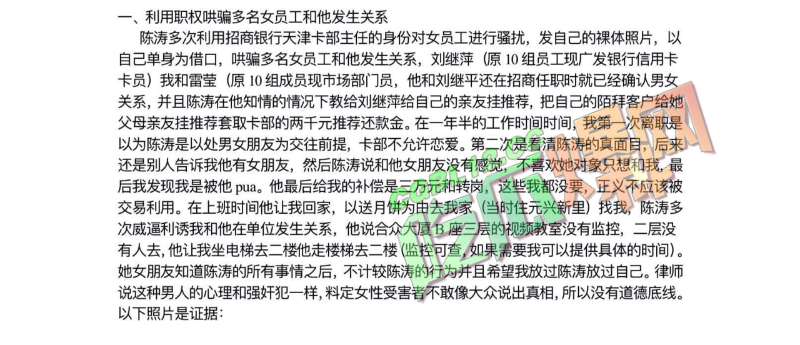 一、利用职权哄骗多名女员工和他发生关系
陈涛多次利用招商银行天津卡部主任的身份对女员工进行骚扰，发自己的裸体照片，以
自己单身为借口，哄骗多名女员工和他发生关系，刘继萍（原 10 组员工现广发银行信用卡
卡员）我和雷莹（原 10 组成员现市场部门员，他和刘继平还在招商任职时就已经确认男女
关系，并且陈涛在他知情的情况下教给刘继萍给自己的亲友挂推荐，把自己的陌拜客户给她
父母亲友挂推荐套取卡部的两千元推荐还款金。在一年半的工作时间时间，我第一次离职是
以为陈涛是以处男女朋友为交往前提，卡部不允许恋爱。第二次是看清陈涛的真面目，后来
还是别人告诉我他有女朋友，然后陈涛说和他女朋友没有感觉，不喜欢她对象只想和我，最
后我发现我是被他 pua。他最后给我的补偿是三万元和转岗，这些我都没要，正义不应该被
交易利用。在上班时间他让我回家，以送月饼为由去我家（当时住元兴新里）找我，陈涛多
次威逼利诱我和他在单位发生关系，他说合众大厦 B 座三层的视频教室没有监控，二层没
有人去，他让我坐电梯去二楼他走楼梯去二楼（监控可查，如果需要我可以提供具体的时间）。
她女朋友知道陈涛的所有事情之后，不计较陈涛的行为并且希望我放过陈涛放过自己。律师
说这种男人的心理和强奸犯一样，料定女性受害者不敢像大众说出真相，所以没有道德底线。
以下照片是证据：
吃瓜爆网